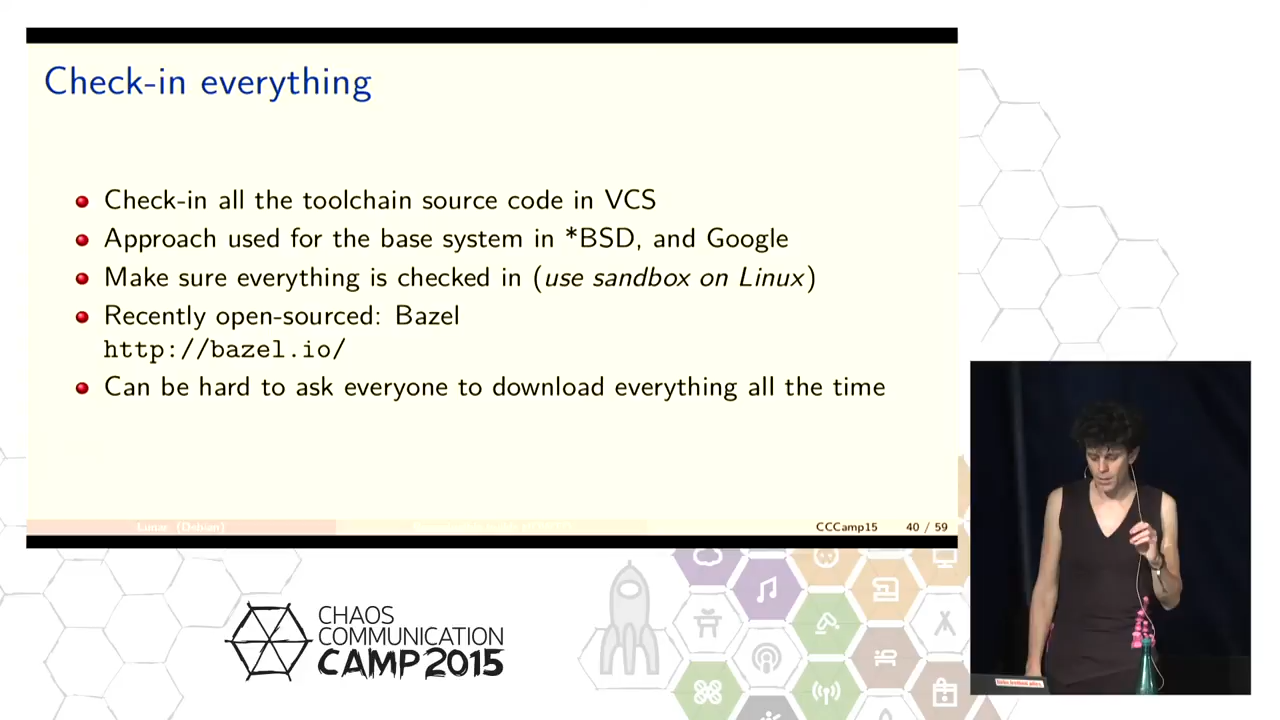 Check-in everything
Check-in all the toolchain source code in VCS
Approach used for the base system in *BSD, and Google
Make sure everything is checked in (use sandbox on Linux)
Recently open-sourced: Bazel
http://bazel.io/
Can be hard to ask everyone to download everything all the time
Lunar (Debian)
CCCamp15 40 / 59
CHAOS
COMMUNICATION
CAMP 2015